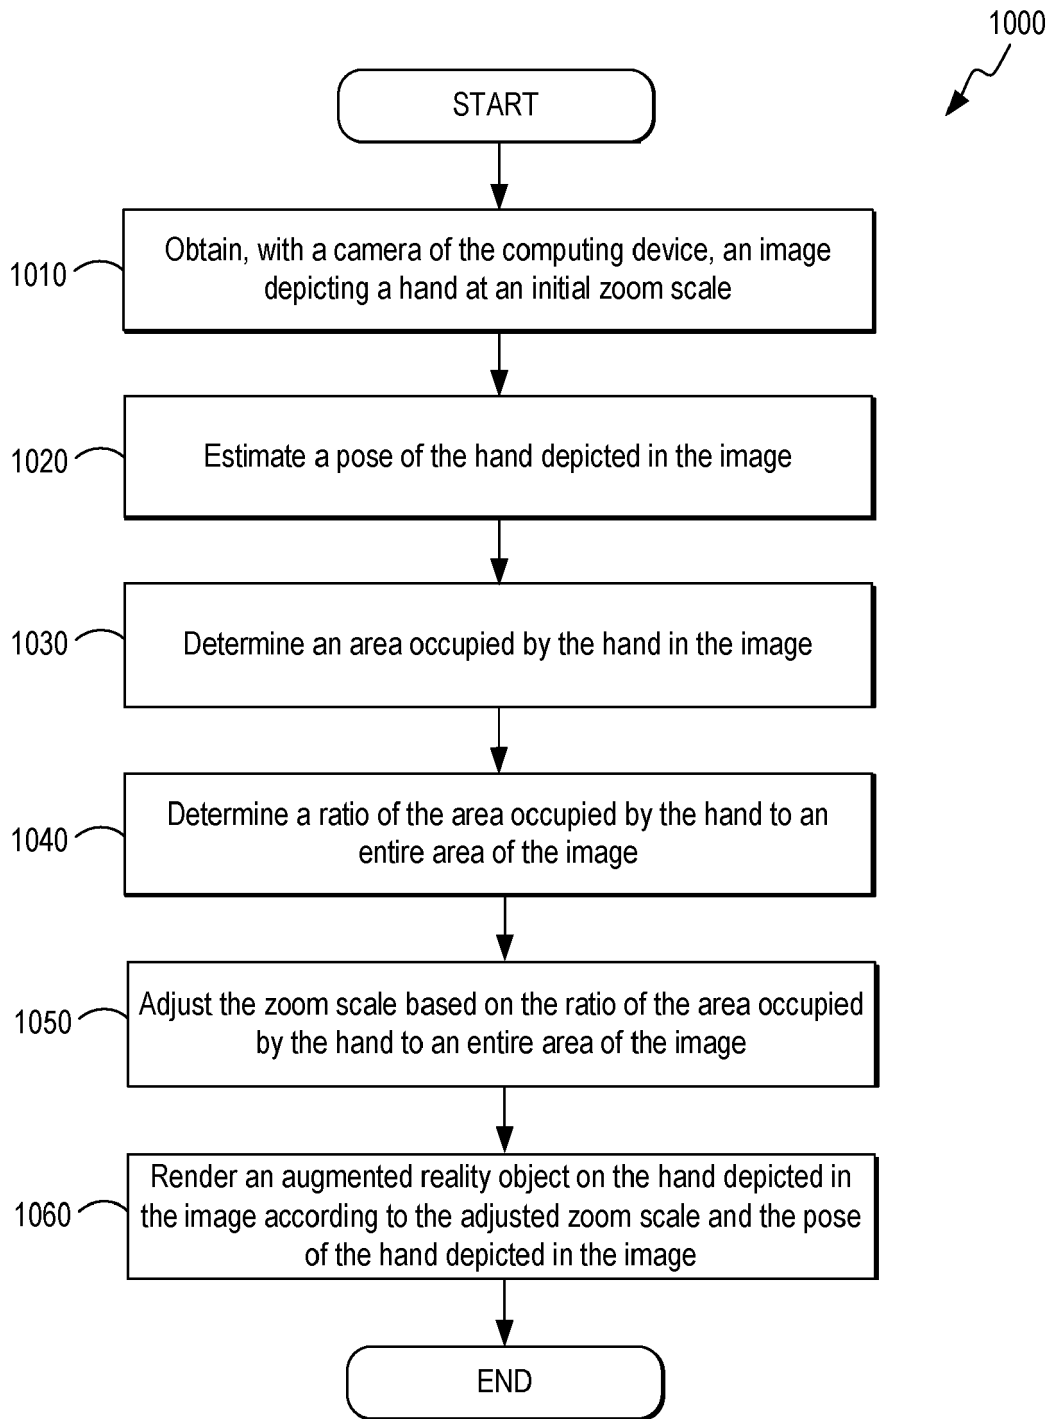 1000
START
1010
Obtain, with a camera of the computing device, an image
depicting a hand at an initial zoom scale
1020
Estimate a pose of the hand depicted in the image
1030
Determine an area occupied by the hand in the image
1040
Determine a ratio of the area occupied by the hand to an
entire area of the image
1050
Adjust the zoom scale based on the ratio of the area occupied
by the hand to an entire area of the image
1060
Render an augmented reality object on the hand depicted in
the image according to the adjusted zoom scale and the pose
of the hand depicted in the image
END